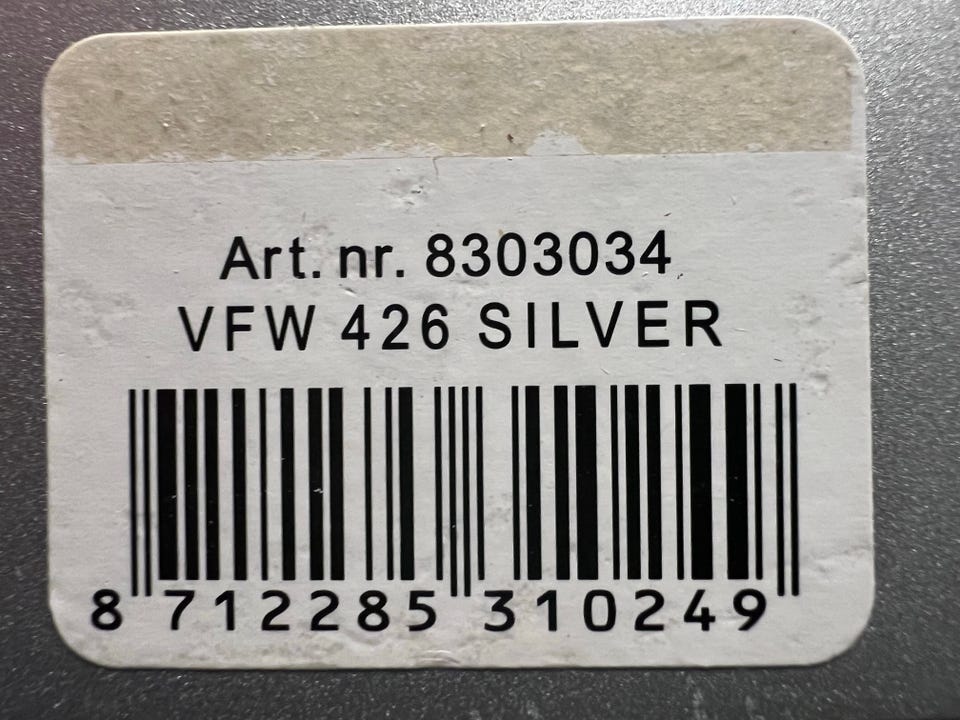 Art. nr. 8303034
VFW 426 SILVER
8 712285 310249